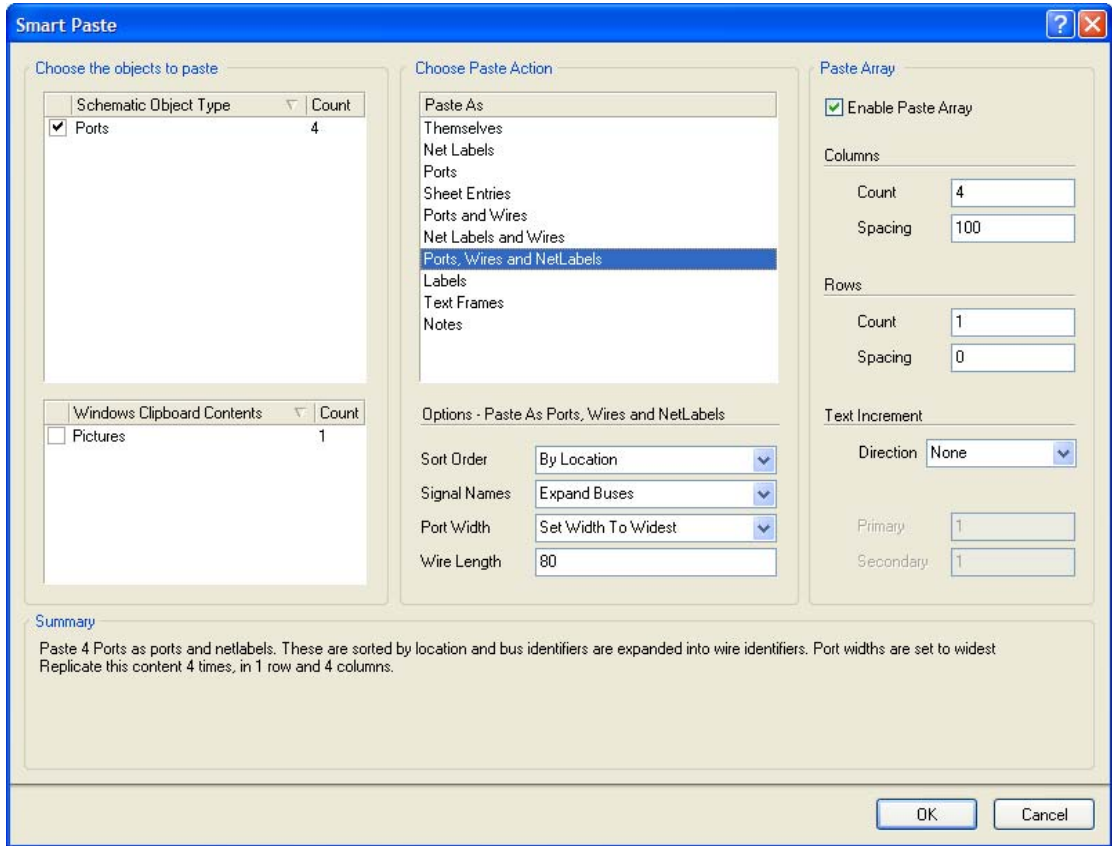 Smart Paste
Choose the objects to paste
Schematic Object Type Count
Ports 4
Windows Clipboard Contents Count
Pictures 1
Choose Paste Action
Paste As
Themselves
Net Labels
Ports
Sheet Entries
Ports and Wires
Net Labels and Wires
Ports, Wires and NetLabels
Labels
Text Frames
Notes
Options - Paste As Ports, Wires and NetLabels
Sort Order By Location
Signal Names Expand Buses
Port Width Set Width To Widest
Wire Length 80
Paste Array
Enable Paste Array
Columns
Count 4
Spacing 100
Rows
Count 1
Spacing 0
Text Increment
Direction None
Primary 1
Secondary 1
Summary
Paste 4 Ports as ports and netlabels. These are sorted by location and bus identifiers are expanded into wire identifiers. Port widths are set to widest
Replicate this content 4 times, in 1 row and 4 columns.
OK Cancel